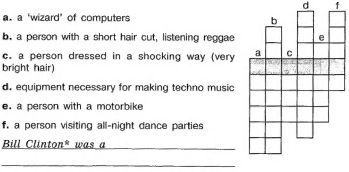 a. a 'wizard' of computers
b. a person with a short hair cut, listening reggae
c. a person dressed in a shocking way (very
bright hair)
d. equipment necessary for making techno music
e. a person with a motorbike
f. a person visiting all-night dance parties
Bill Clinton* was a
d f
b
e
a c